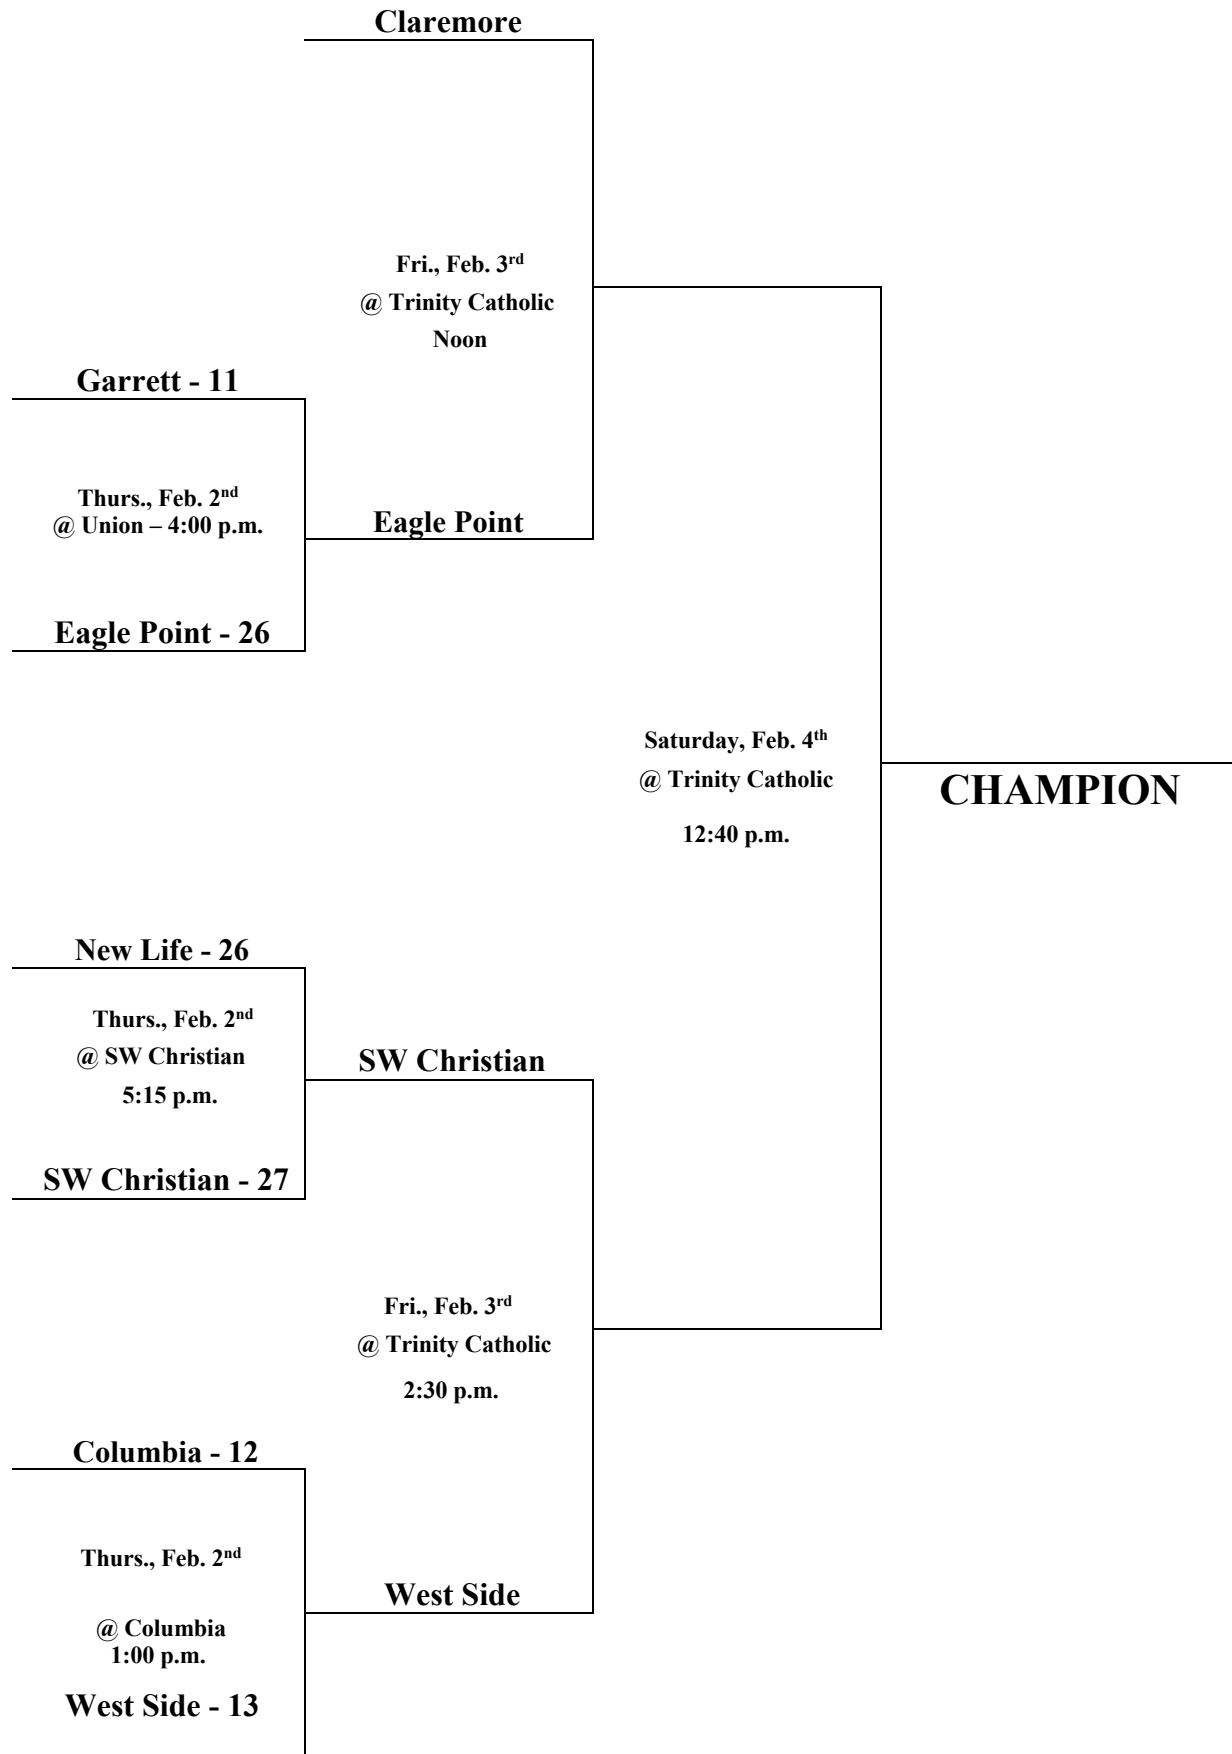 Claremore
Fri., Feb. 3rd
@ Trinity Catholic
Noon
Garrett - 11
Thurs., Feb. 2nd
@ Union – 4:00 p.m.
Eagle Point
Eagle Point - 26
Saturday, Feb. 4th
@ Trinity Catholic
12:40 p.m.
CHAMPION
New Life - 26
Thurs., Feb. 2nd
@ SW Christian
5:15 p.m.
SW Christian
SW Christian - 27
Fri., Feb. 3rd
@ Trinity Catholic
2:30 p.m.
Columbia - 12
Thurs., Feb. 2nd
@ Columbia
1:00 p.m.
West Side
West Side - 13